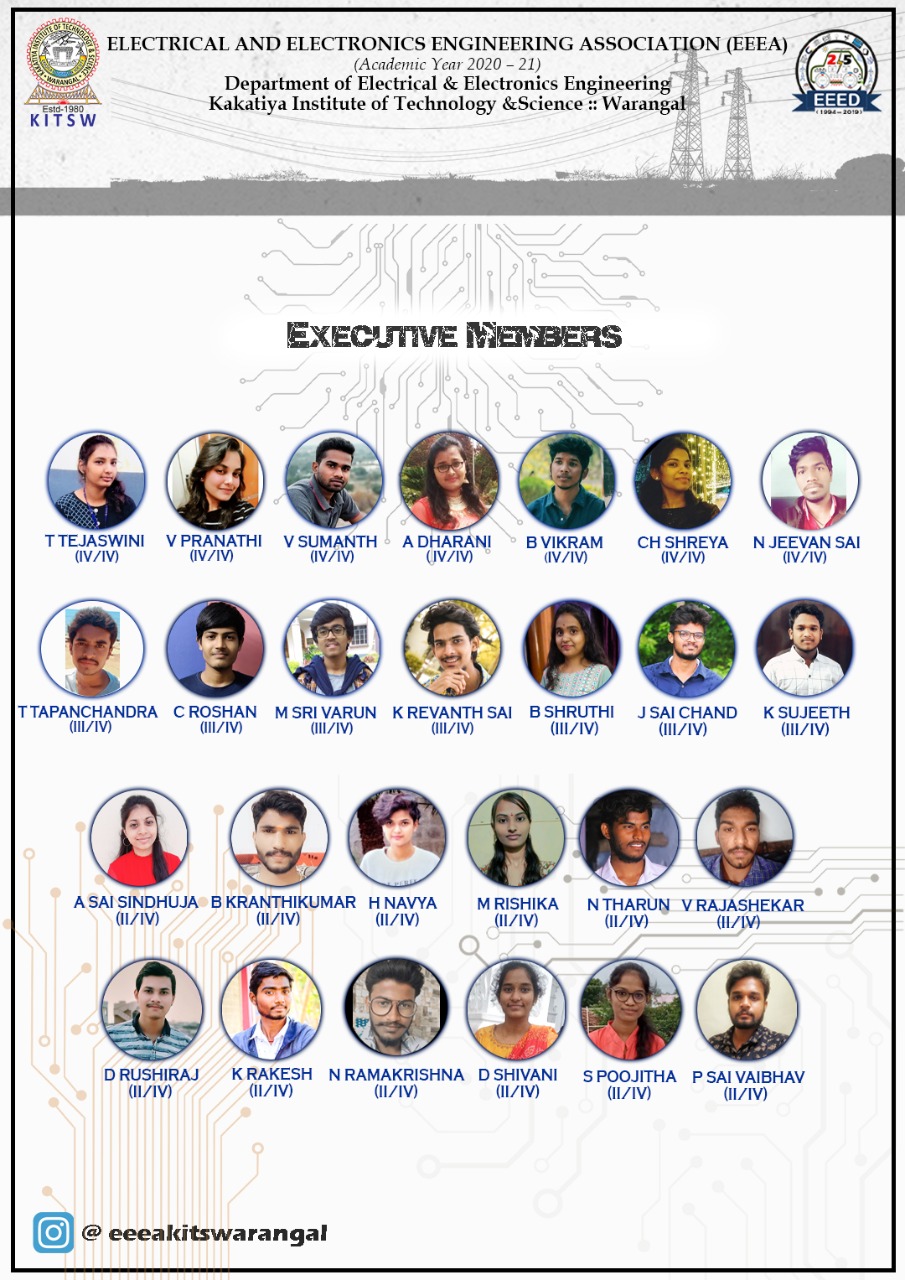 ELECTRICAL AND ELECTRONICS ENGINEERING ASSOCIATION (EEEA)
(Academic Year 2020 – 21)
Department of Electrical & Electronics Engineering
Kakatiya Institute of Technology &Science :: Warangal
KAKATIYA INSTITUTE OF TECHNOLOGY & SCIENCE
WARANGAL
Estd-1980
KITSW
25
EEED
(1994-2019)
EXECUTIVE MEMBERS
T TEJASWINI V PRANATHI V SUMANTH A DHARANI B VIKRAM CH SHREYA N JEEVAN SAI
(IV/IV) (IV/IV) (IV/IV) (IV/IV) (IV/IV) (IV/IV) (IV/IV)
T TAPANCHANDRA C ROSHAN M SRI VARUN K REVANTH SAI B SHRUTHI J SAI CHAND K SUJEETH
(III/IV) (III/IV) (III/IV) (III/IV) (III/IV) (III/IV) (III/IV)
A SAI SINDHUJA B KRANTHIKUMAR H NAVYA M RISHIKA N THARUN V RAJASHEKAR
(II/IV) (II/IV) (II/IV) (II/IV) (II/IV) (II/IV)
D RUSHIRAJ K RAKESH N RAMAKRISHNA D SHIVANI S POOJITHA P SAI VAIBHAV
(II/IV) (II/IV) (II/IV) (II/IV) (II/IV) (II/IV)
@ eeeakitswarangal